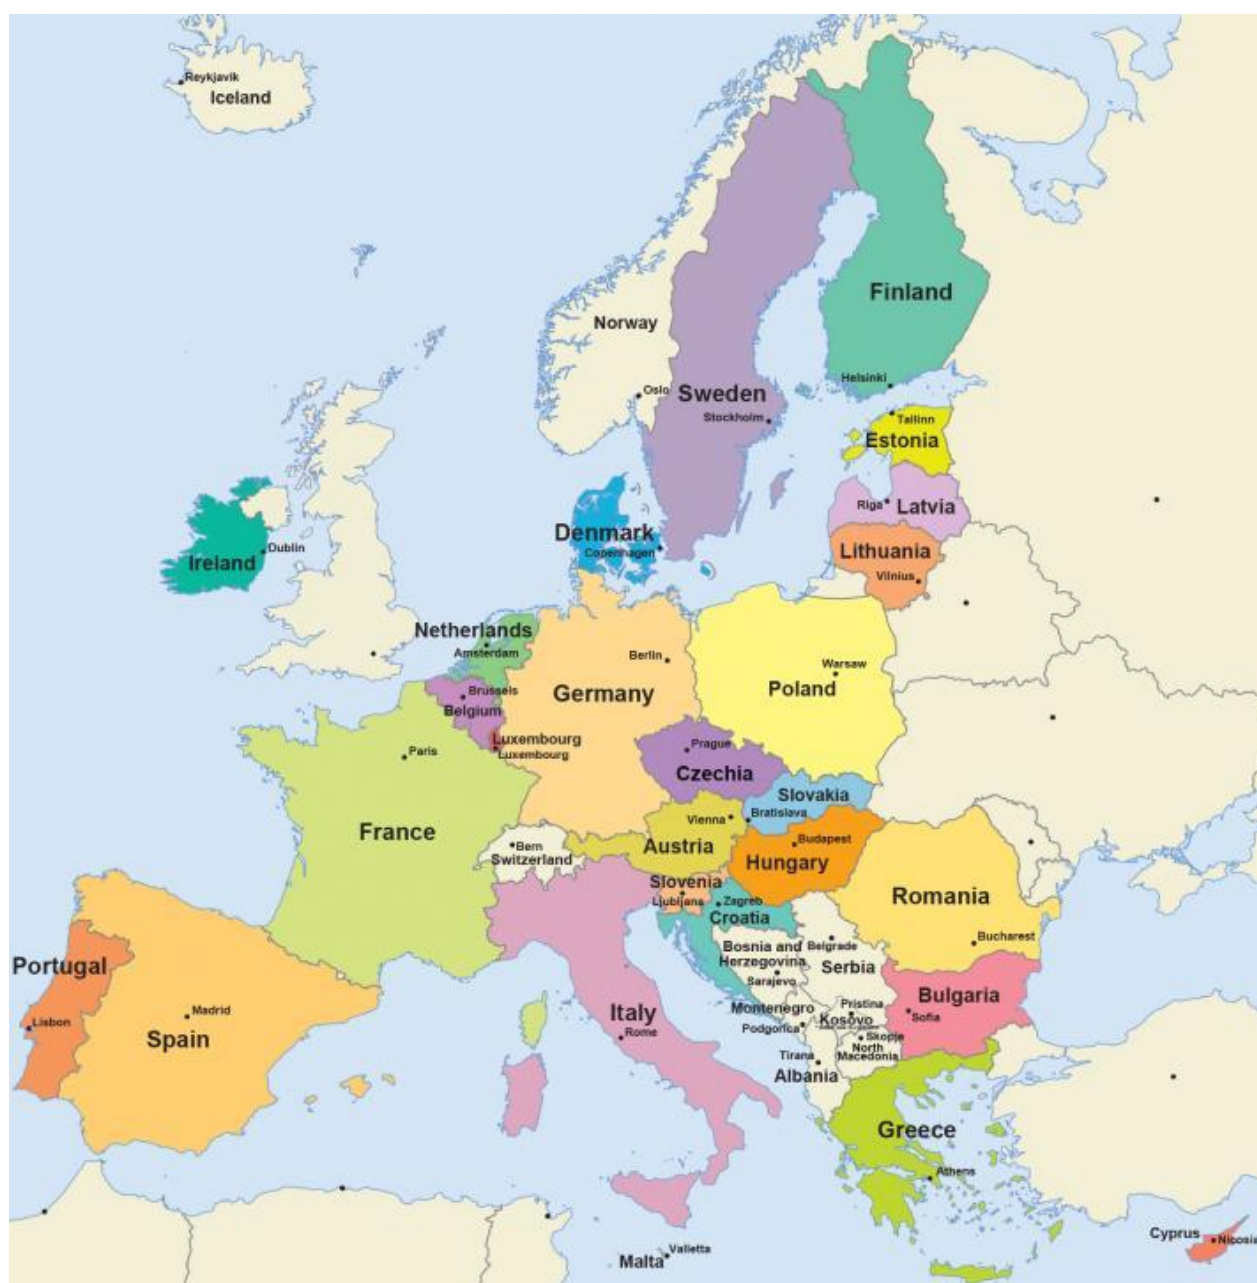 Reykjavik
Iceland
Finland
Norway
Helsinki
Oslo
Sweden
Stockholm
Tallinn
Estonia
Riga
Latvia
Denmark
Copenhagen
Lithuania
Vilnius
Dublin
Ireland
Netherlands
Amsterdam
Berlin
Warsaw
Germany
Poland
Brussels
Belgium
Luxembourg
Luxembourg
Paris
Prague
Czechia
Slovakia
Bratislava
Vienna
France
Austria
Budapest
Hungary
Bern
Switzerland
Slovenia
Ljubljana
Zagreb
Croatia
Romania
Bucharest
Bosnia and
Herzegovina
Sarajevo
Belgrade
Serbia
Portugal
Lisbon
Madrid
Spain
Italy
Rome
Montenegro
Podgorica
Pristina
Kosovo
Bulgaria
Sofia
Skopje
North
Macedonia
Tirana
Albania
Greece
Athens
Malta
Valletta
Cyprus
Nicosia